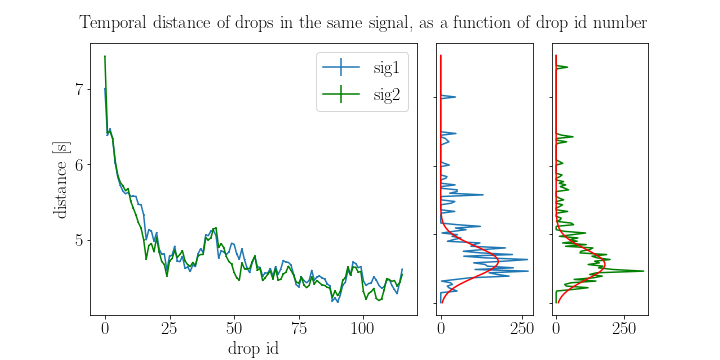 Temporal distance of drops in the same signal, as a function of drop id number
sig1
sig2
distance [s]
7
6
5
0 25 50 75 100
drop id
0 250
0 250